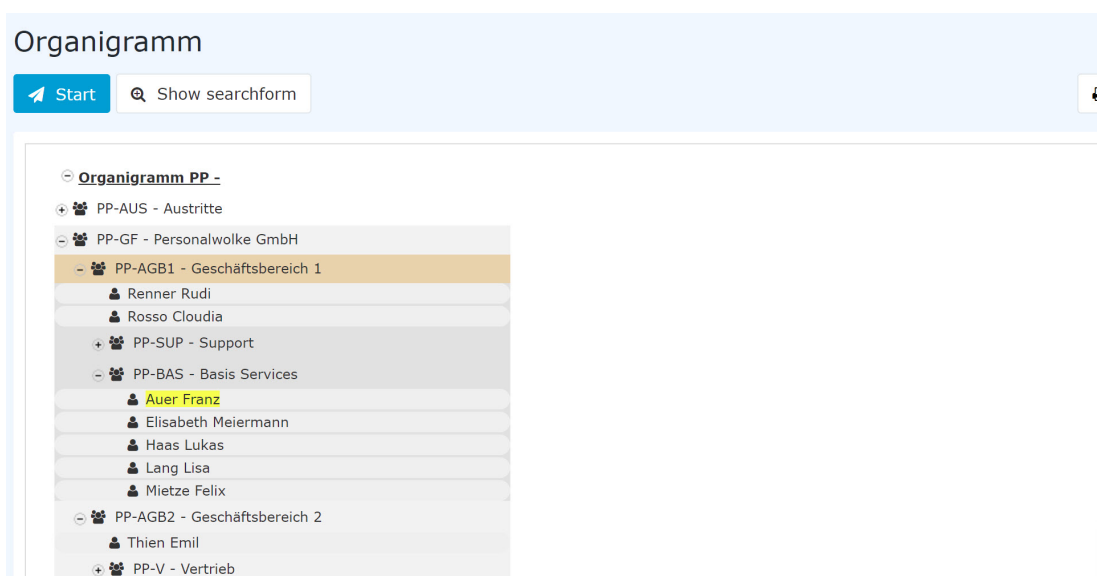 Organigramm
Start
Show searchform
Organigramm PP -
PP-AUS - Austritte
PP-GF - Personalwolke GmbH
PP-AGB1 - Geschäftsbereich 1
Renner Rudi
Rosso Cloudia
PP-SUP - Support
PP-BAS - Basis Services
Auer Franz
Elisabeth Meiermann
Haas Lukas
Lang Lisa
Mietze Felix
PP-AGB2 - Geschäftsbereich 2
Thien Emil
PP-V - Vertrieb